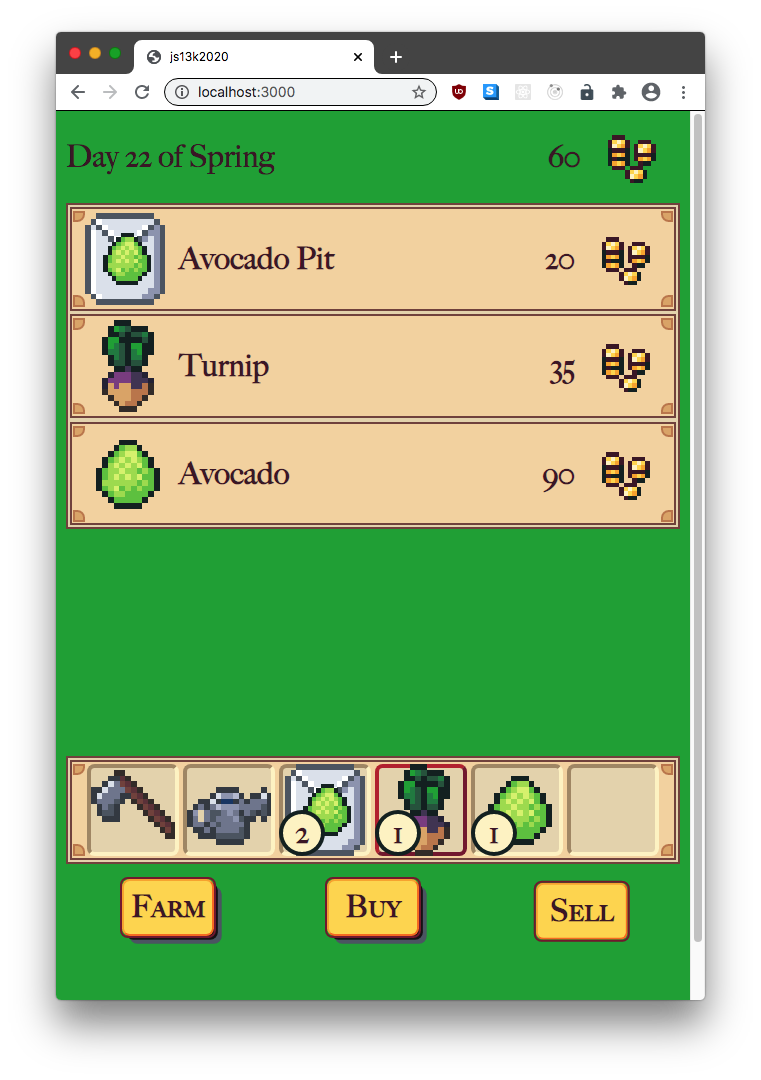 js13k2020
localhost:3000
Day 22 of Spring 60
Avocado Pit 20
Turnip 35
Avocado 90
2 1 1
Farm Buy Sell